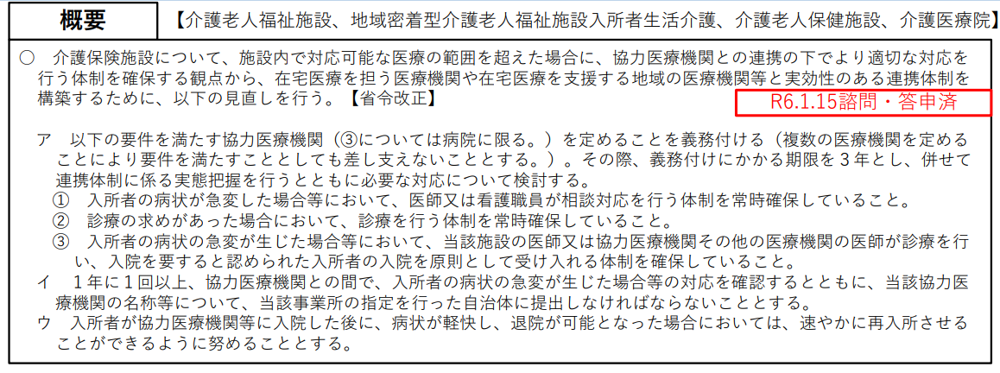 概要
【介護老人福祉施設、地域密着型介護老人福祉施設入所者生活介護、介護老人保健施設、介護医療院】
○　介護保険施設について、施設内で対応可能な医療の範囲を超えた場合に、協力医療機関との連携の下でより適切な対応を
行う体制を確保する観点から、在宅医療を担う医療機関や在宅医療を支援する地域の医療機関等と実効性のある連携体制を
構築するために、以下の見直しを行う。【省令改正】
R6.1.15諮問・答申済
ア　以下の要件を満たす協力医療機関（③については病院に限る。）を定めることを義務付ける（複数の医療機関を定める
ことにより要件を満たすこととしても差し支えないこととする。）。その際、義務付けにかかる期限を３年とし、併せて
連携体制に係る実態把握を行うとともに必要な対応について検討する。
①　入所者の病状が急変した場合等において、医師又は看護職員が相談対応を行う体制を常時確保していること。
②　診療の求めがあった場合において、診療を行う体制を常時確保していること。
③　入所者の病状の急変が生じた場合等において、当該施設の医師又は協力医療機関その他の医療機関の医師が診療を行
い、入院を要すると認められた入所者の入院を原則として受け入れる体制を確保していること。
イ　１年に１回以上、協力医療機関との間で、入所者の病状の急変が生じた場合等の対応を確認するとともに、当該協力医
療機関の名称等について、当該事業所の指定を行った自治体に提出しなければならないこととする。
ウ　入所者が協力医療機関等に入院した後に、病状が軽快し、退院が可能となった場合においては、速やかに再入所させる
ことができるように努めることとする。